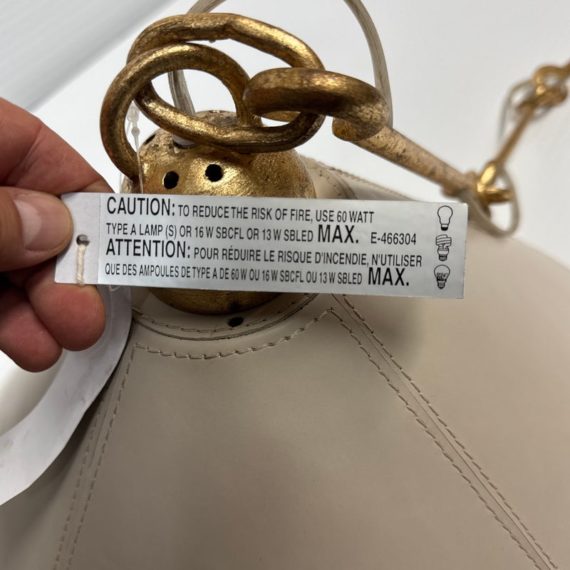 CAUTION: TO REDUCE THE RISK OF FIRE, USE 60 WATT
TYPE A LAMP (S) OR 16 W SBCFL OR 13 W SBLED MAX. E-466304
ATTENTION: POUR RÉDUIRE LE RISQUE D'INCENDIE, N'UTILISER
QUE DES AMPOULES DE TYPE A DE 60 W OU 16 W SBCFL OU 13 W SBLED MAX.